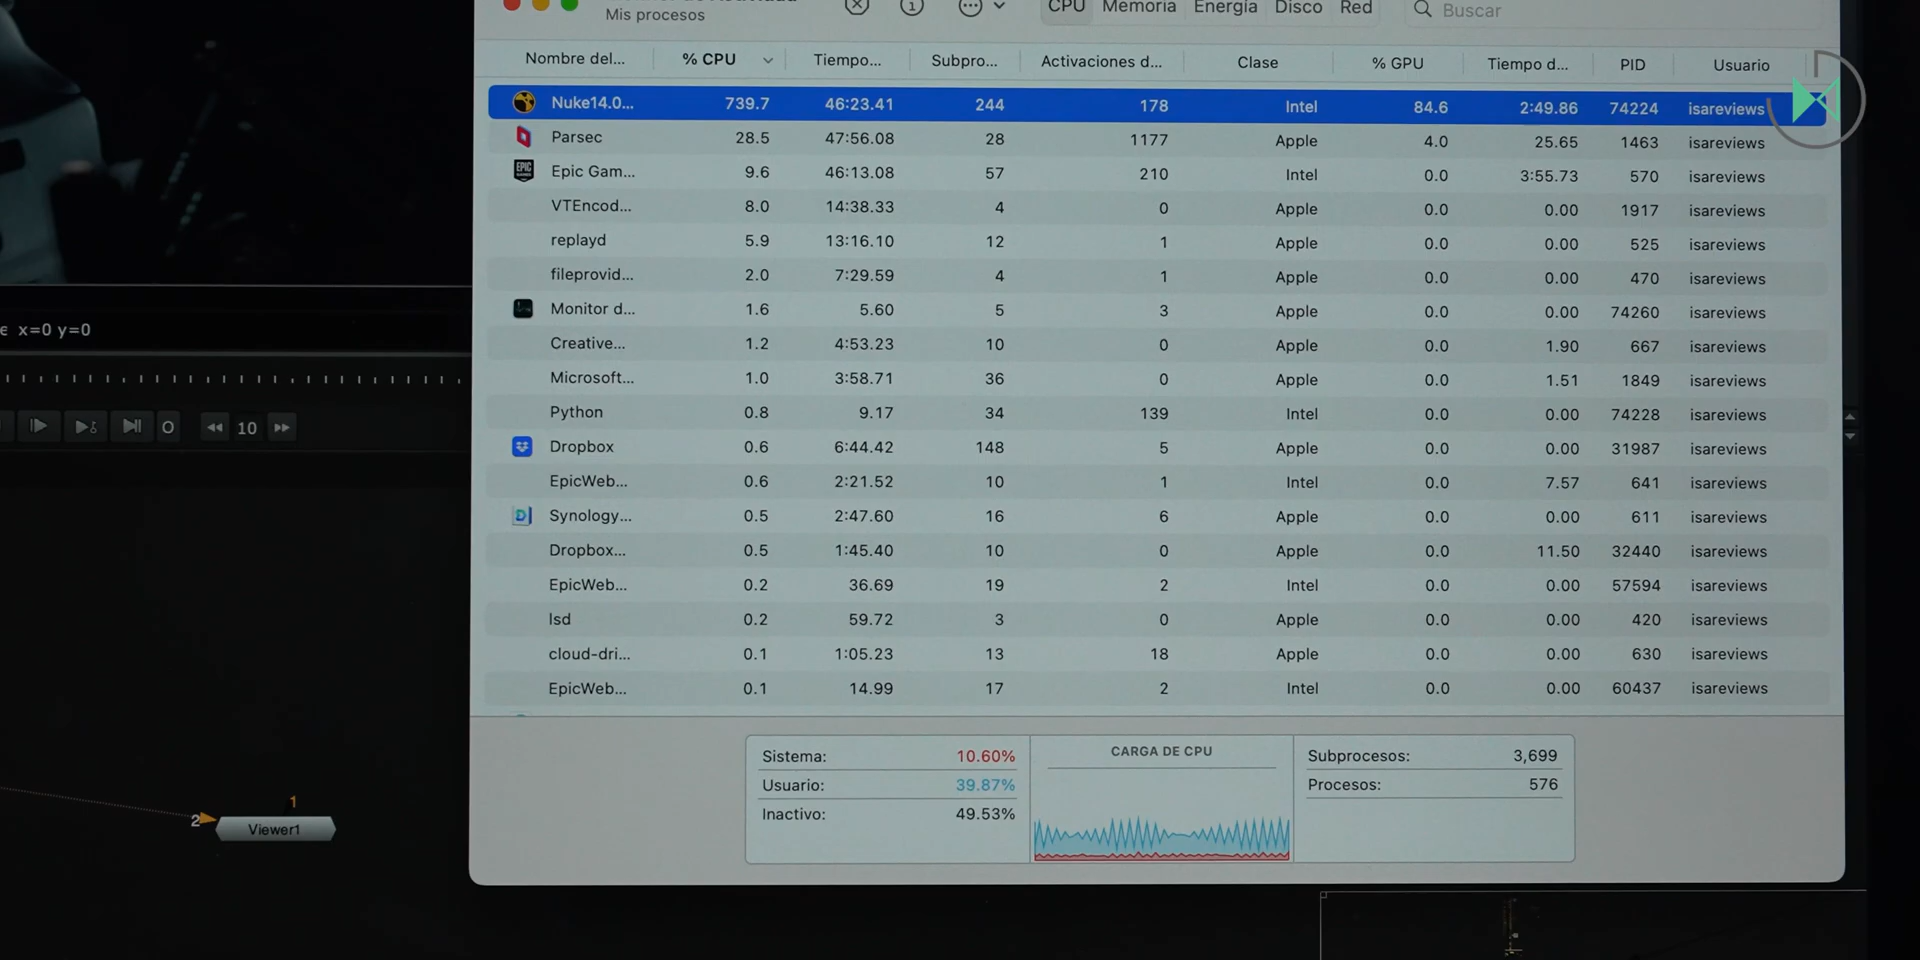 Mis procesos
CPU Memoria Energía Disco Red Buscar
Nombre del... % CPU Tiempo... Subpro... Activaciones d... Clase % GPU Tiempo d... PID Usuario
Nuke14.0... 739.7 46:23.41 244 178 Intel 84.6 2:49.86 74224 isareviews
Parsec 28.5 47:56.08 28 1177 Apple 4.0 25.65 1463 isareviews
EPIC Epic Gam... 9.6 46:13.08 57 210 Intel 0.0 3:55.73 570 isareviews
VTEncod... 8.0 14:38.33 4 0 Apple 0.0 0.00 1917 isareviews
replayd 5.9 13:16.10 12 1 Apple 0.0 0.00 525 isareviews
fileprovid... 2.0 7:29.59 4 1 Apple 0.0 0.00 470 isareviews
Monitor d... 1.6 5.60 5 3 Apple 0.0 0.00 74260 isareviews
Creative... 1.2 4:53.23 10 0 Apple 0.0 1.90 667 isareviews
Microsoft... 1.0 3:58.71 36 0 Apple 0.0 1.51 1849 isareviews
Python 0.8 9.17 34 139 Intel 0.0 0.00 74228 isareviews
Dropbox 0.6 6:44.42 148 5 Apple 0.0 0.00 31987 isareviews
EpicWeb... 0.6 2:21.52 10 1 Intel 0.0 7.57 641 isareviews
Synology... 0.5 2:47.60 16 6 Apple 0.0 0.00 611 isareviews
Dropbox... 0.5 1:45.40 10 0 Apple 0.0 11.50 32440 isareviews
EpicWeb... 0.2 36.69 19 2 Intel 0.0 0.00 57594 isareviews
lsd 0.2 59.72 3 0 Apple 0.0 0.00 420 isareviews
cloud-dri... 0.1 1:05.23 13 18 Apple 0.0 0.00 630 isareviews
EpicWeb... 0.1 14.99 17 2 Intel 0.0 0.00 60437 isareviews
Sistema: 10.60%
Usuario: 39.87%
Inactivo: 49.53%
CARGA DE CPU
Subprocesos: 3,699
Procesos: 576
x=0 y=0
10
1
2
Viewer1